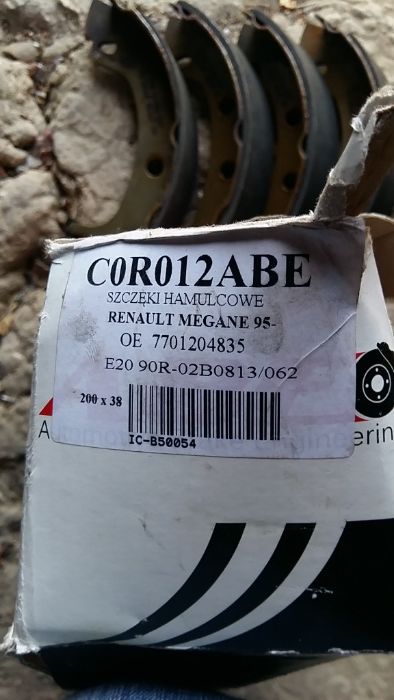 C0R012ABE
SZCZĘKI HAMULCOWE
RENAULT MEGANE 95-
OE 7701204835
E20 90R-02B0813/062
200 x 38
IC-B50054